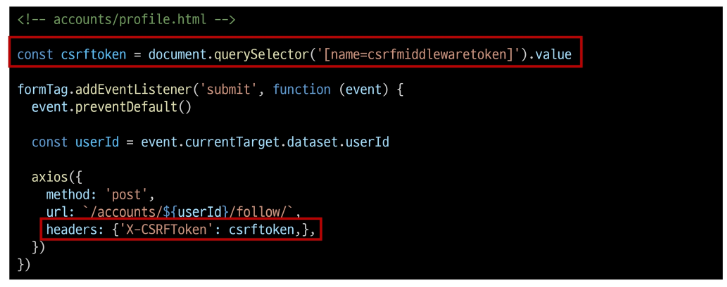 <!-- accounts/profile.html -->
const csrftoken = document.querySelector('[name=csrfmiddlewaretoken]').value
formTag.addEventListener('submit', function (event) {
  event.preventDefault()
  const userId = event.currentTarget.dataset.userId
  axios({
    method: 'post',
    url: `/accounts/${userId}/follow/`,
    headers: {'X-CSRFToken': csrftoken,},
  })
})